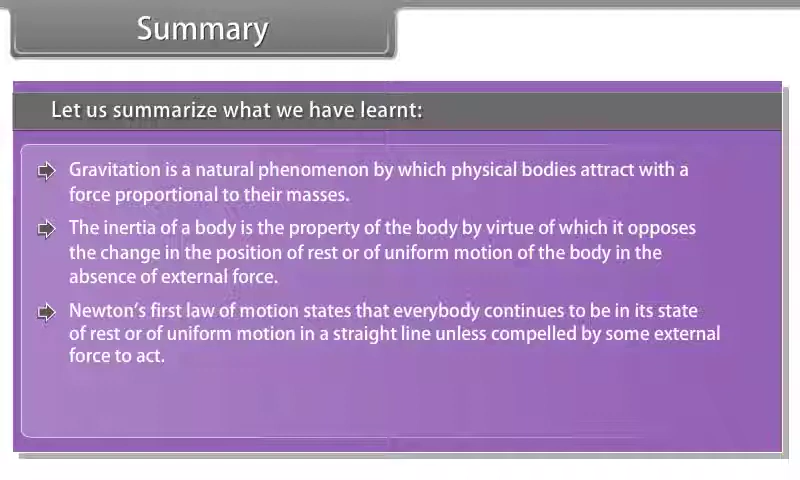 Summary
Let us summarize what we have learnt:
Gravitation is a natural phenomenon by which physical bodies attract with a
force proportional to their masses.
The inertia of a body is the property of the body by virtue of which it opposes
the change in the position of rest or of uniform motion of the body in the
absence of external force.
Newton's first law of motion states that everybody continues to be in its state
of rest or of uniform motion in a straight line unless compelled by some external
force to act.